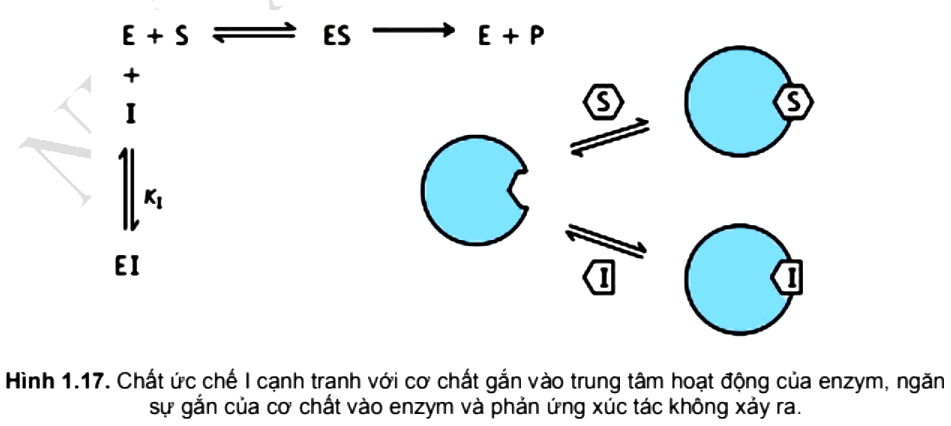 E + S ⇌ ES ⟶ E + P
+
I
K_I
EI
S
S
I
I
Hình 1.17. Chất ức chế I cạnh tranh với cơ chất gắn vào trung tâm hoạt động của enzym, ngăn
sự gắn của cơ chất vào enzym và phản ứng xúc tác không xảy ra.